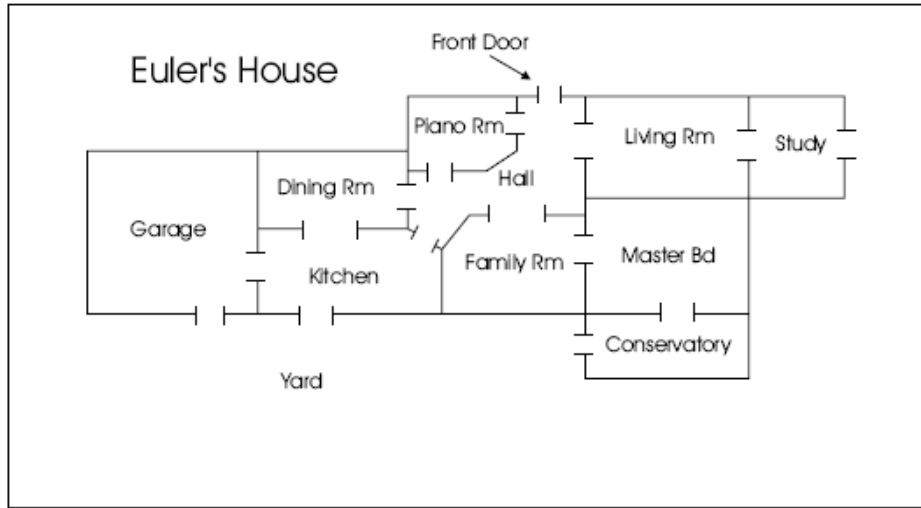 Front Door
Euler's House
Piano Rm
Living Rm
Study
Hall
Dining Rm
Garage
Family Rm
Master Bd
Kitchen
Conservatory
Yard